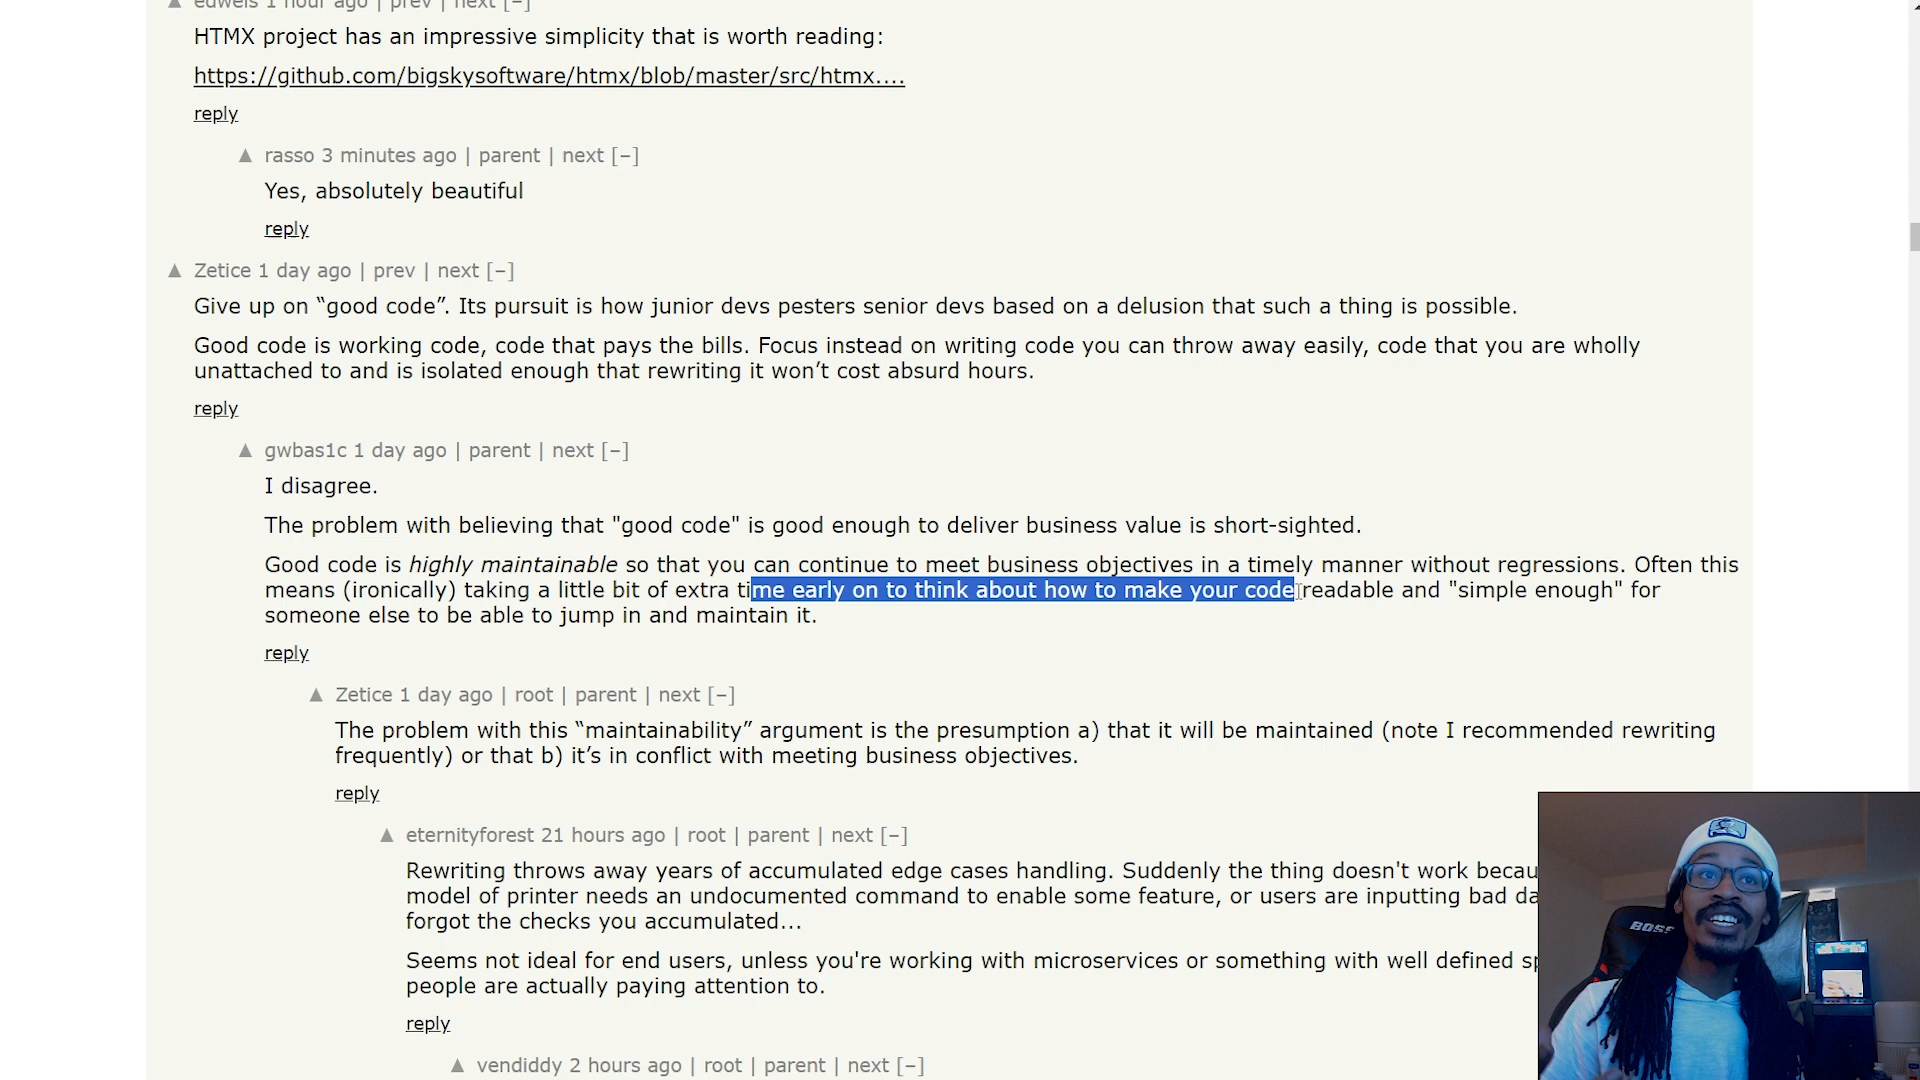 edweis 1 hour ago | prev | next [–]
HTMX project has an impressive simplicity that is worth reading:
https://github.com/bigskysoftware/htmx/blob/master/src/htmx....
reply
▲ rasso 3 minutes ago | parent | next [–]
Yes, absolutely beautiful
reply
▲ Zetice 1 day ago | prev | next [–]
Give up on “good code”. Its pursuit is how junior devs pesters senior devs based on a delusion that such a thing is possible.
Good code is working code, code that pays the bills. Focus instead on writing code you can throw away easily, code that you are wholly
unattached to and is isolated enough that rewriting it won’t cost absurd hours.
reply
▲ gwbas1c 1 day ago | parent | next [–]
I disagree.
The problem with believing that "good code" is good enough to deliver business value is short-sighted.
Good code is highly maintainable so that you can continue to meet business objectives in a timely manner without regressions. Often this
means (ironically) taking a little bit of extra time early on to think about how to make your code readable and "simple enough" for
someone else to be able to jump in and maintain it.
reply
▲ Zetice 1 day ago | root | parent | next [–]
The problem with this “maintainability” argument is the presumption a) that it will be maintained (note I recommended rewriting
frequently) or that b) it’s in conflict with meeting business objectives.
reply
▲ eternityforest 21 hours ago | root | parent | next [–]
Rewriting throws away years of accumulated edge cases handling. Suddenly the thing doesn't work becau
model of printer needs an undocumented command to enable some feature, or users are inputting bad da
forgot the checks you accumulated...
Seems not ideal for end users, unless you're working with microservices or something with well defined sp
people are actually paying attention to.
reply
▲ vendiddy 2 hours ago | root | parent | next [–]
BOSS